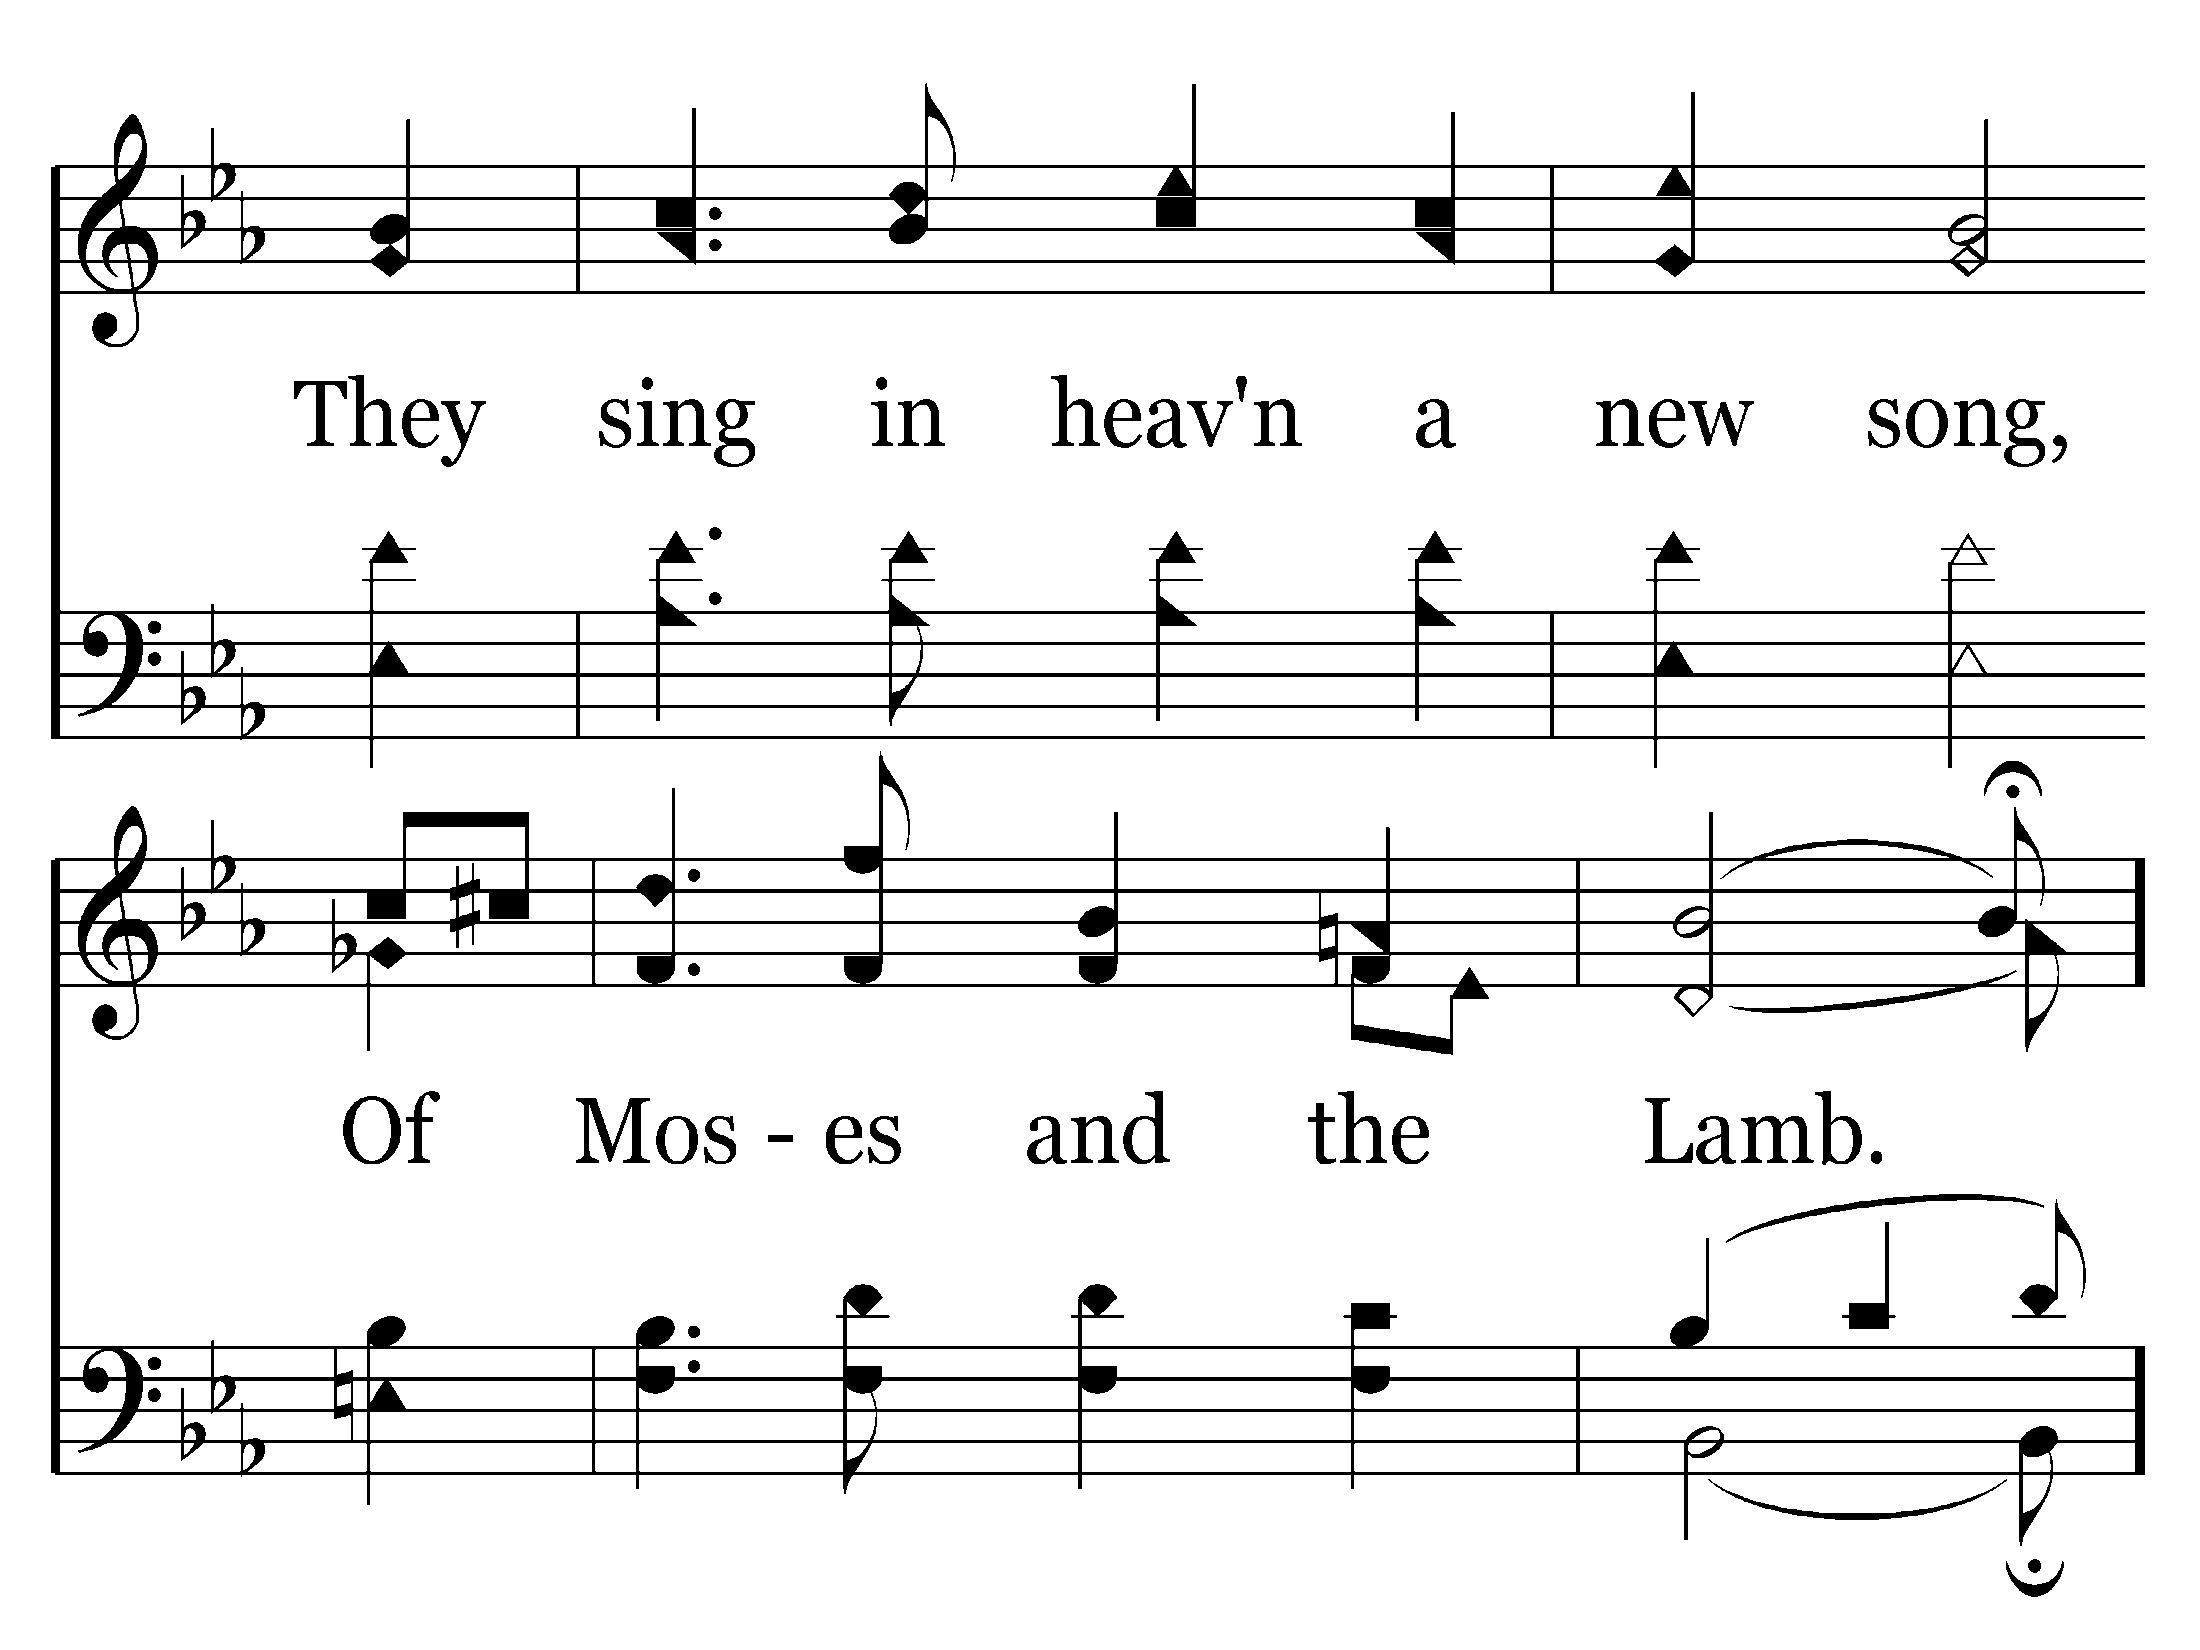 They sing in heav'n a new song,
Of Mos - es and the Lamb.